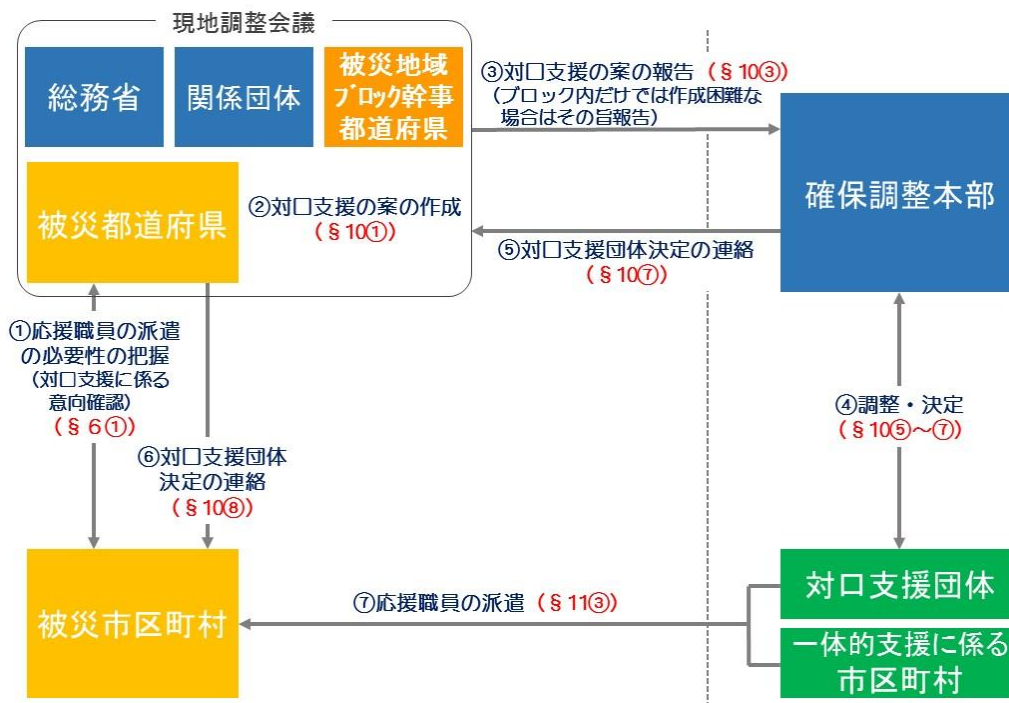 現地調整会議
総務省
関係団体
被災地域
ブロック幹事
都道府県
③対口支援の案の報告（§10③）
（ブロック内だけでは作成困難な
場合はその旨報告）
確保調整本部
被災都道府県
②対口支援の案の作成
（§10①）
⑤対口支援団体決定の連絡
（§10⑦）
①応援職員の派遣
の必要性の把握
（対口支援に係る
意向確認）
（§6①）
④調整・決定
（§10⑤～⑦）
⑥対口支援団体
決定の連絡
（§10⑧）
被災市区町村
⑦応援職員の派遣（§11③）
対口支援団体
一体的支援に係る
市区町村